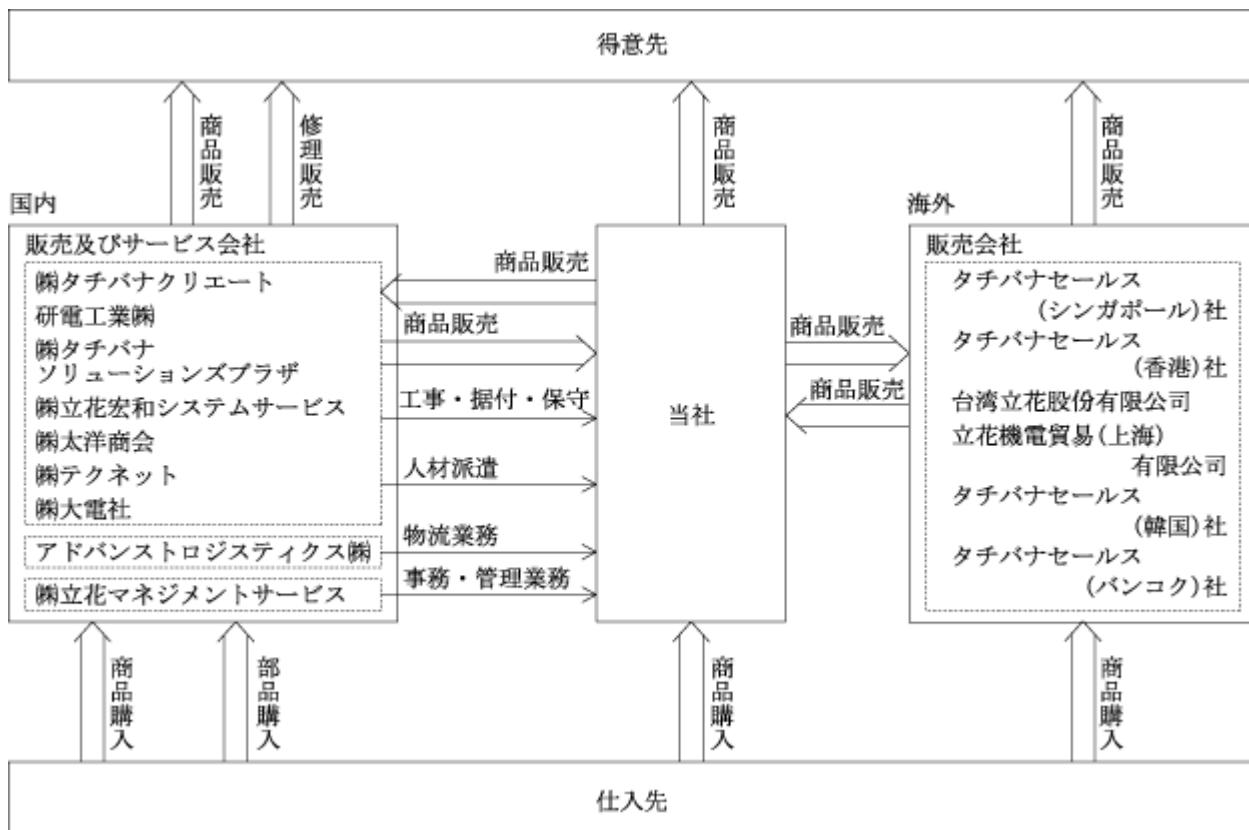 得意先
商品販売
修理販売
商品販売
商品販売
国内
海外
販売及びサービス会社
㈱タチバナクリエート
研電工業㈱
㈱タチバナ
ソリューションズプラザ
㈱立花宏和システムサービス
㈱太洋商会
㈱テクネット
㈱大電社
アドバンストロジスティクス㈱
㈱立花マネジメントサービス
商品販売
商品販売
工事・据付・保守
人材派遣
物流業務
事務・管理業務
当社
商品販売
商品販売
販売会社
タチバナセールス
(シンガポール)社
タチバナセールス
(香港)社
台湾立花股份有限公司
立花機電貿易(上海)
有限公司
タチバナセールス
(韓国)社
タチバナセールス
(バンコク)社
商品購入
部品購入
商品購入
商品購入
仕入先